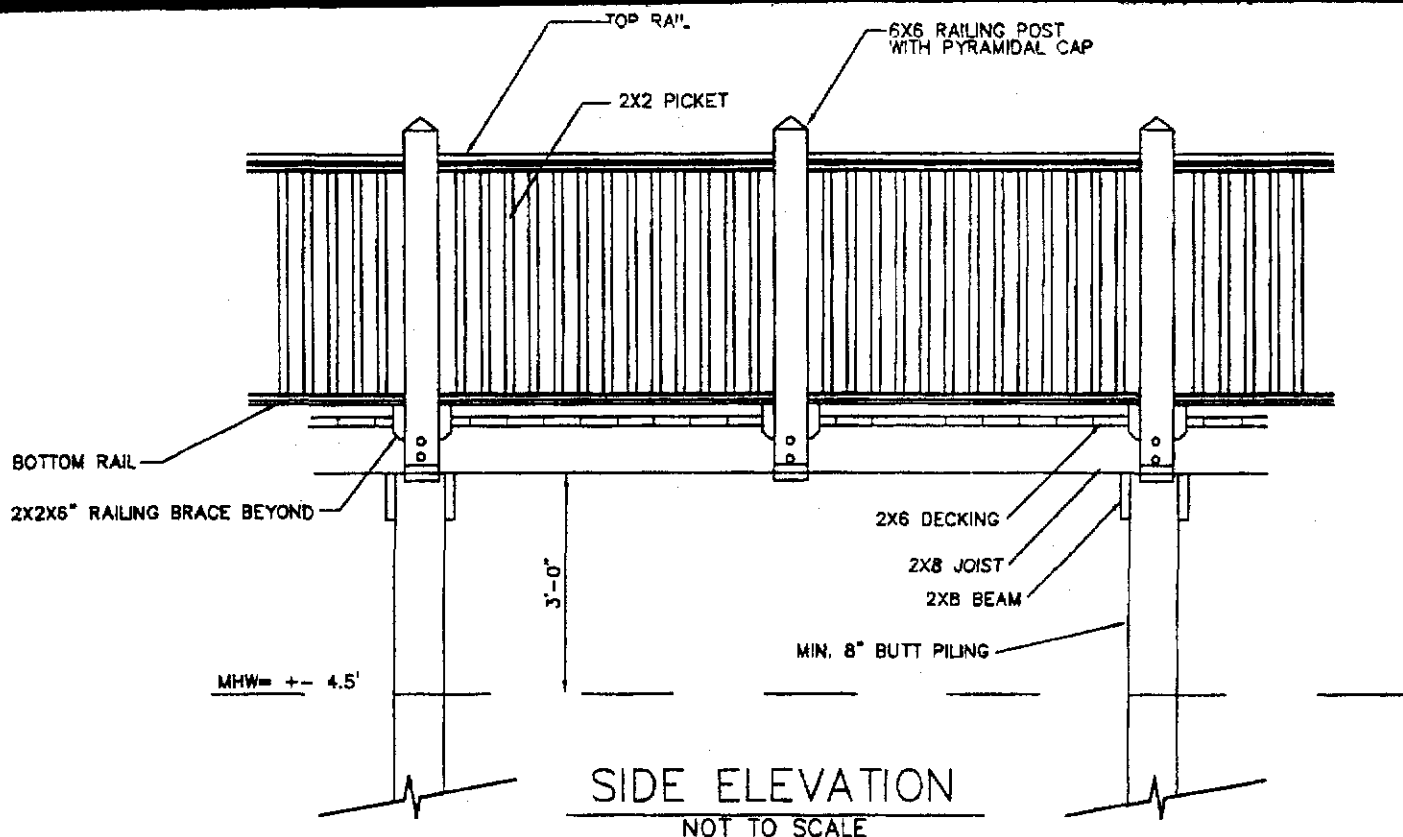 TOP RAIL
6X6 RAILING POST
WITH PYRAMIDAL CAP
2X2 PICKET
BOTTOM RAIL
2X2X6" RAILING BRACE BEYOND
2X6 DECKING
2X8 JOIST
2X8 BEAM
3'-0"
MIN. 8" BUTT PILING
MHW= +- 4.5'
SIDE ELEVATION
NOT TO SCALE